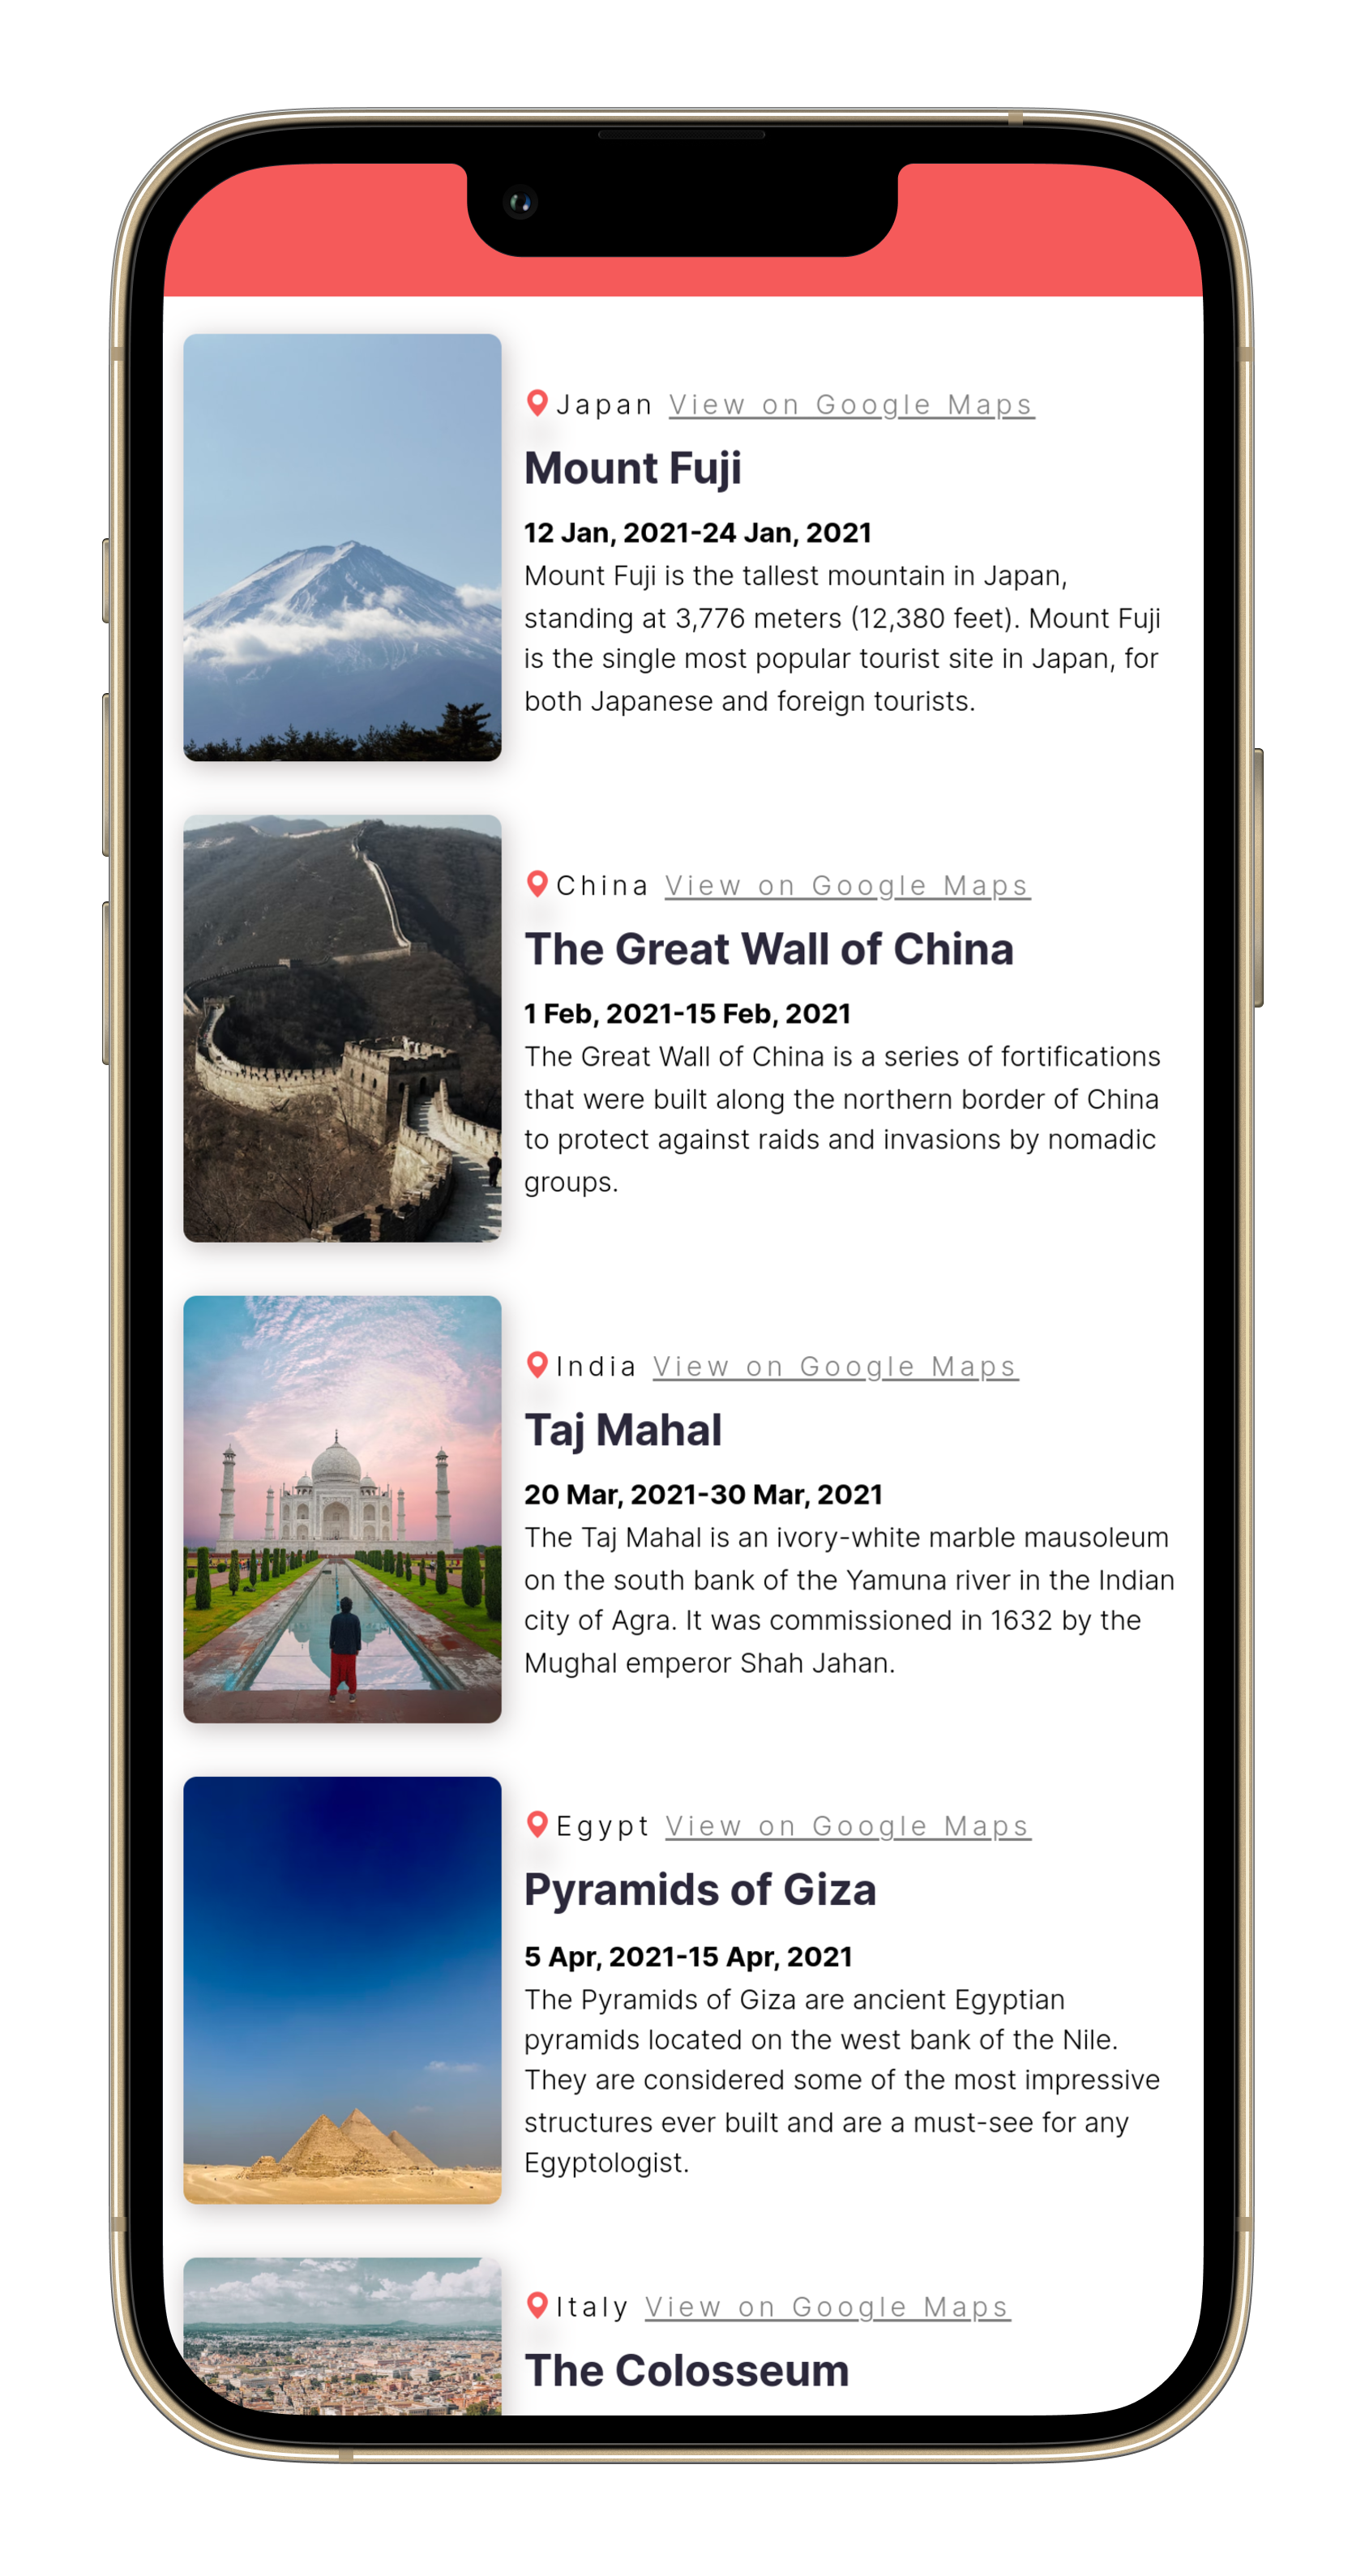 Japan View on Google Maps
Mount Fuji
12 Jan, 2021-24 Jan, 2021
Mount Fuji is the tallest mountain in Japan,
standing at 3,776 meters (12,380 feet). Mount Fuji
is the single most popular tourist site in Japan, for
both Japanese and foreign tourists.
China View on Google Maps
The Great Wall of China
1 Feb, 2021-15 Feb, 2021
The Great Wall of China is a series of fortifications
that were built along the northern border of China
to protect against raids and invasions by nomadic
groups.
India View on Google Maps
Taj Mahal
20 Mar, 2021-30 Mar, 2021
The Taj Mahal is an ivory-white marble mausoleum
on the south bank of the Yamuna river in the Indian
city of Agra. It was commissioned in 1632 by the
Mughal emperor Shah Jahan.
Egypt View on Google Maps
Pyramids of Giza
5 Apr, 2021-15 Apr, 2021
The Pyramids of Giza are ancient Egyptian
pyramids located on the west bank of the Nile.
They are considered some of the most impressive
structures ever built and are a must-see for any
Egyptologist.
Italy View on Google Maps
The Colosseum